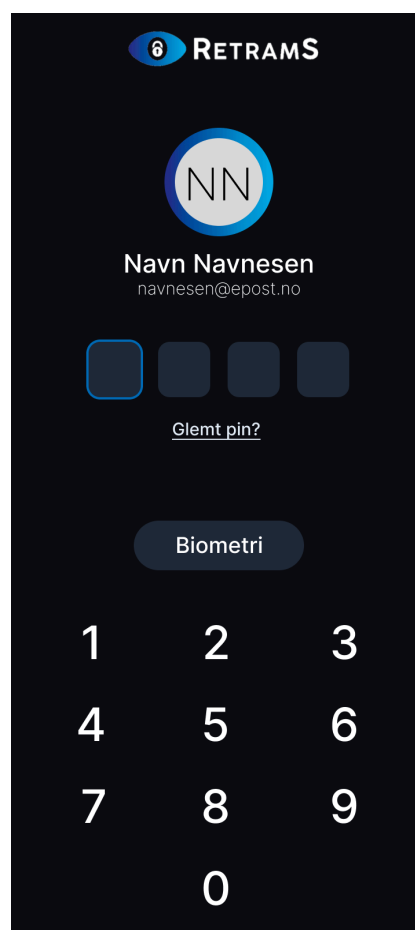 RETRAMS
NN
Navn Navnesen
navnesen@epost.no
Glemt pin?
Biometri
1 2 3
4 5 6
7 8 9
0